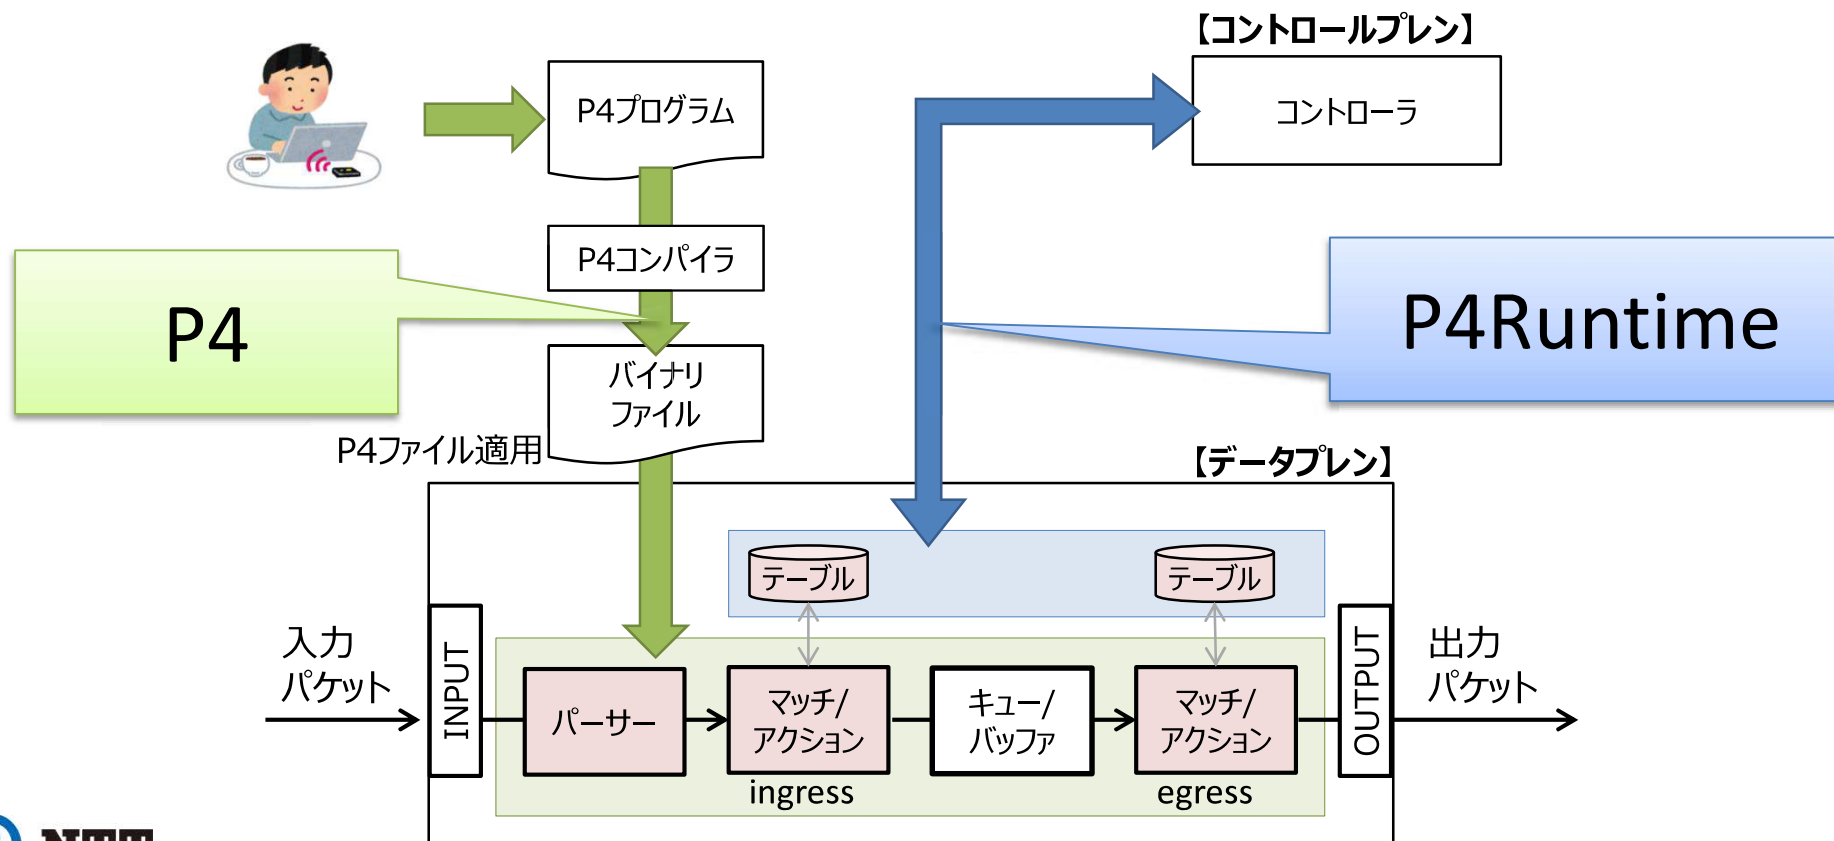 【コントロールプレン】
P4プログラム
コントローラ
P4コンパイラ
P4
P4Runtime
バイナリ
ファイル
P4ファイル適用
【データプレン】
テーブル
テーブル
入力
パケット
INPUT
パーサー
マッチ/
アクション
キュー/
バッファ
マッチ/
アクション
OUTPUT
出力
パケット
ingress
egress
NTT